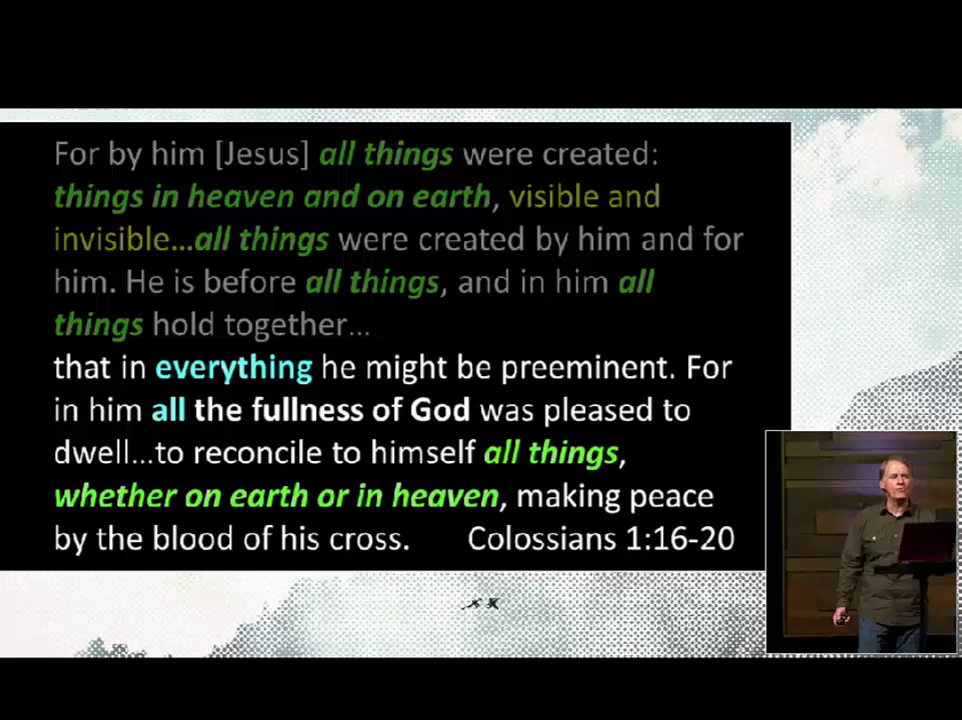 For by him [Jesus] all things were created:
things in heaven and on earth, visible and
invisible...all things were created by him and for
him. He is before all things, and in him all
things hold together...
that in everything he might be preeminent. For
in him all the fullness of God was pleased to
dwell...to reconcile to himself all things,
whether on earth or in heaven, making peace
by the blood of his cross. Colossians 1:16-20